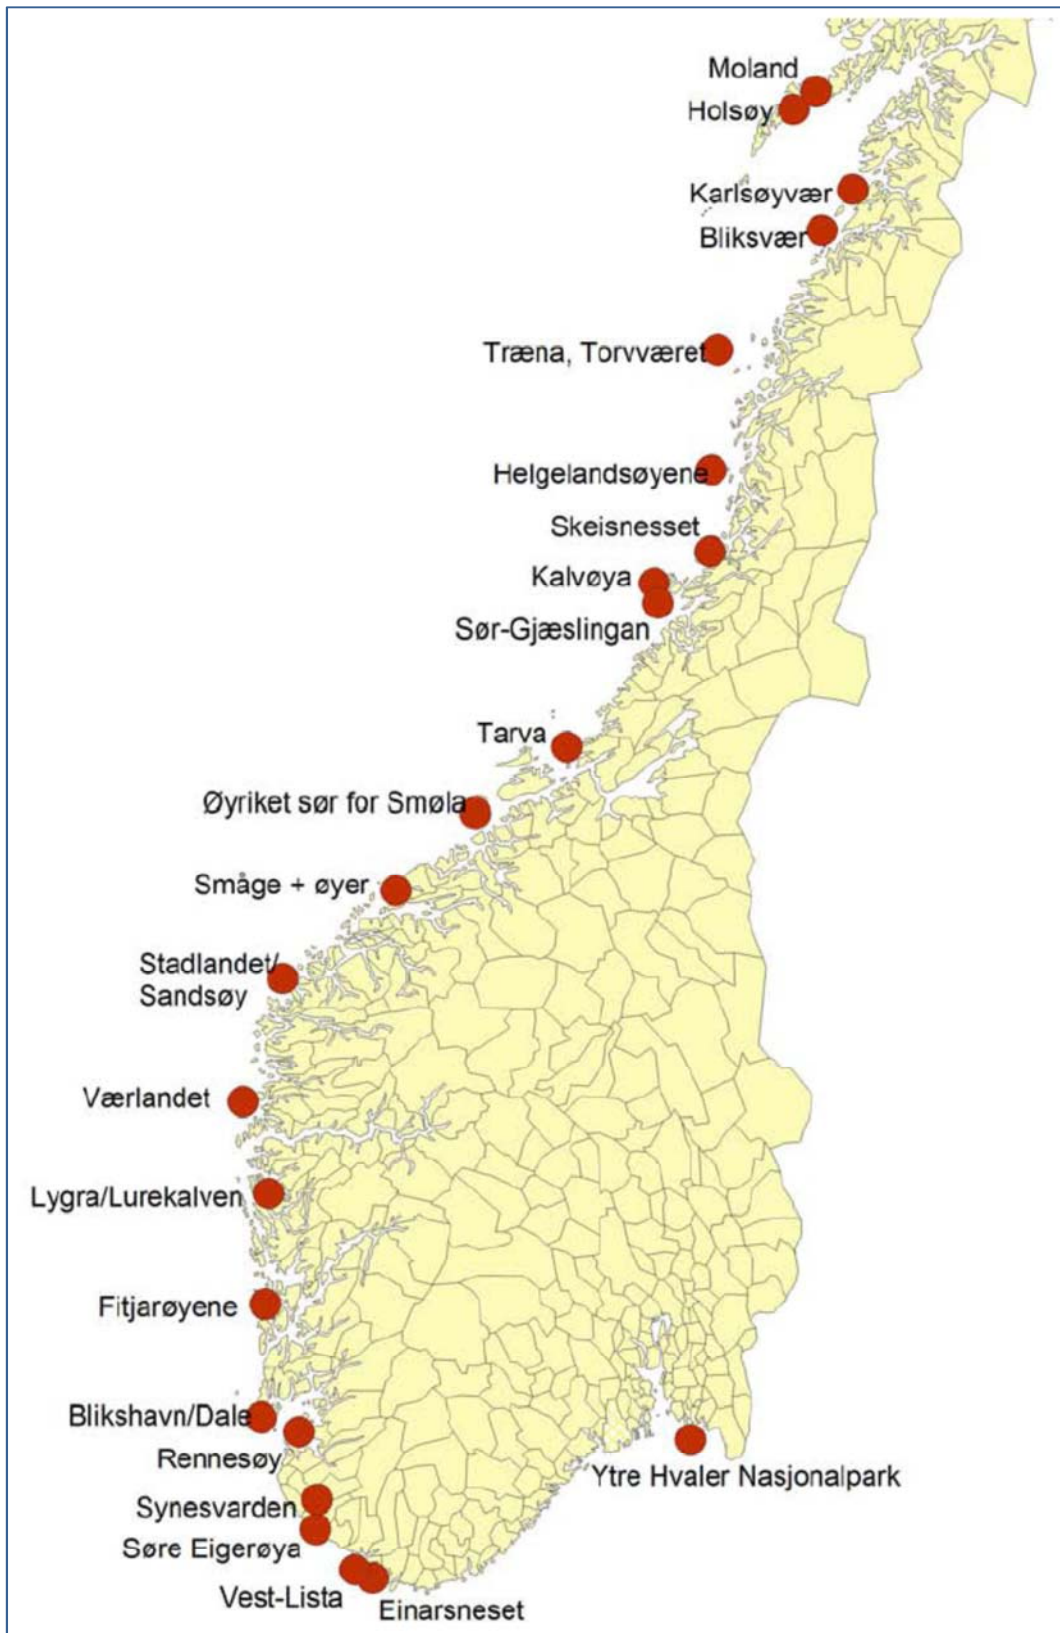 Moland
Holsøy
Karlsøyvær
Bliksvær
Træna, Torvværet
Helgelandsøyene
Skeisnesset
Kalvøya
Sør-Gjæslingan
Tarva
Øyriket sør for Smøla
Småge + øyer
Stadlandet/
Sandsøy
Værlandet
Lygra/Lurekalven
Fitjarøyene
Blikshavn/Dale
Rennesøy
Ytre Hvaler Nasjonalpark
Synesvarden
Søre Eigerøya
Vest-Lista
Einarsneset